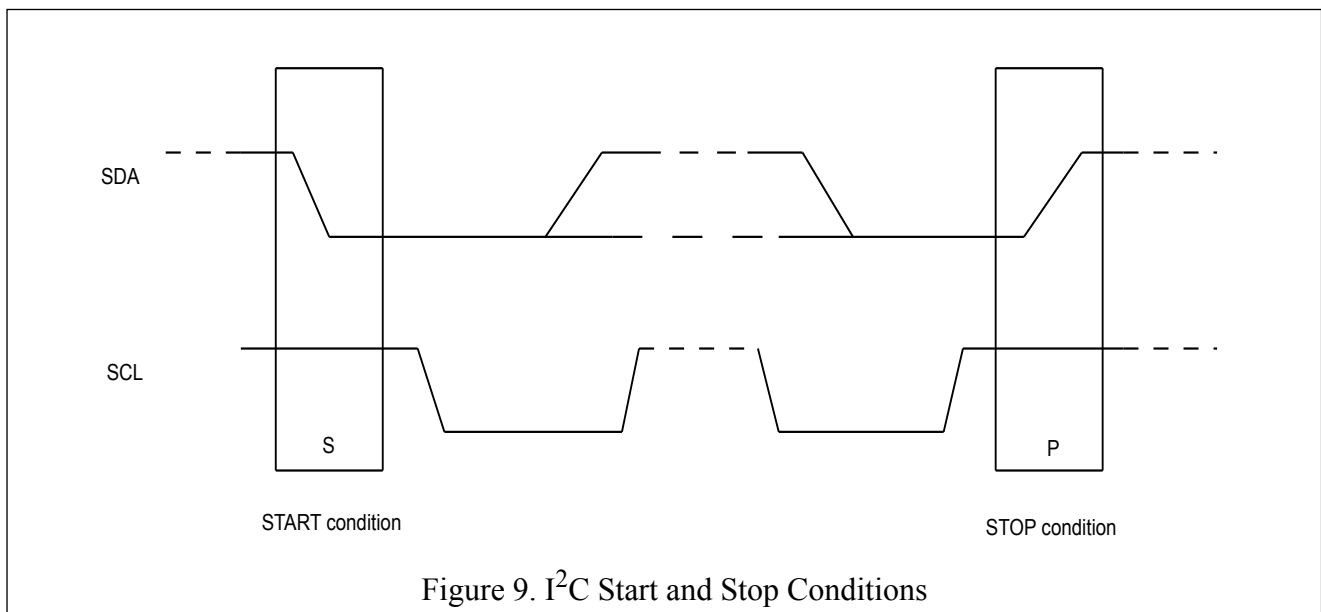 SDA
SCL
S
P
START condition
STOP condition
Figure 9. I²C Start and Stop Conditions